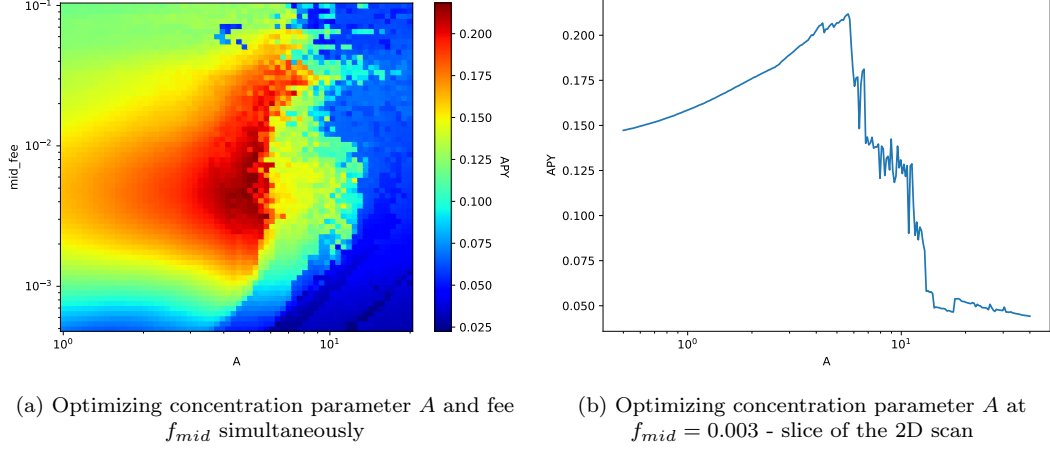 10⁻¹
10⁻²
10⁻³
mid_fee
10⁰
10¹
A
0.200
0.175
0.150
0.125
0.100
0.075
0.050
0.025
APY
0.200
0.175
0.150
0.125
0.100
0.075
0.050
APY
10⁰
10¹
A
(a) Optimizing concentration parameter A and fee
f_mid simultaneously
(b) Optimizing concentration parameter A at
f_mid = 0.003 - slice of the 2D scan